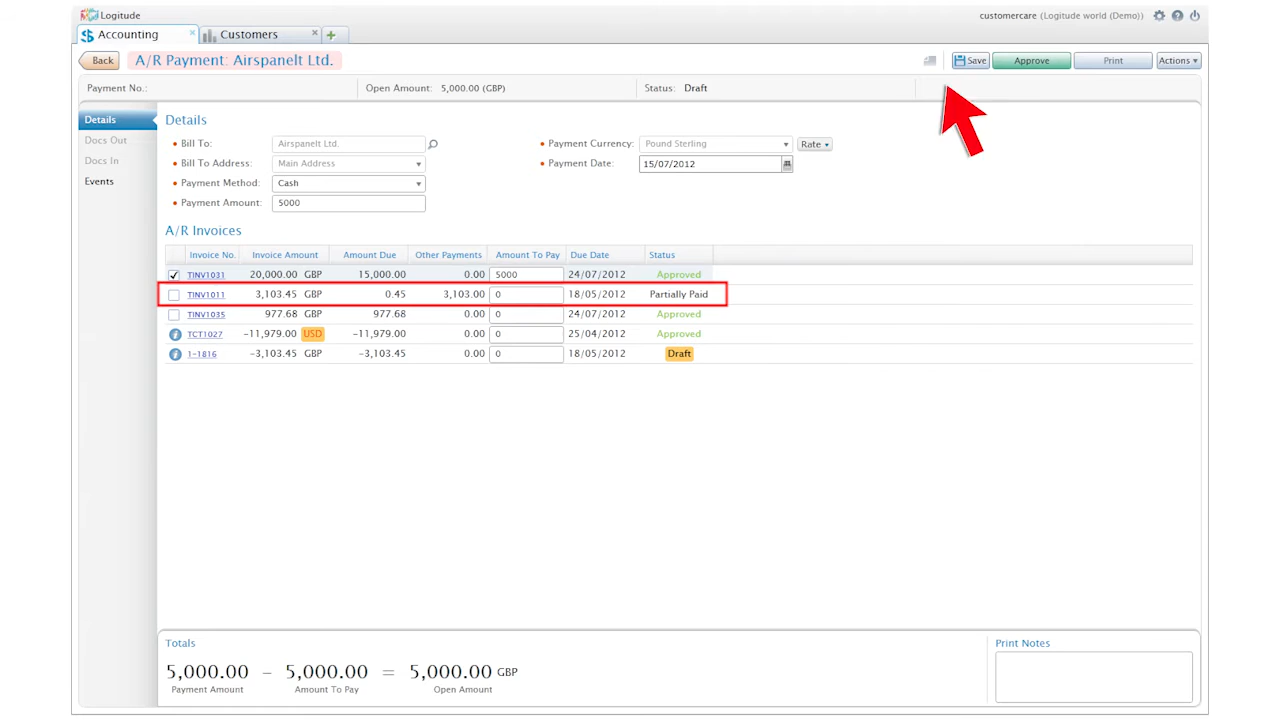 Logitude
customercare (Logitude world (Demo))
Accounting × Customers × +
Back A/R Payment: Airspanelt Ltd. Save Approve Print Actions
Payment No.: Open Amount: 5,000.00 (GBP) Status: Draft
Details
Docs Out
Docs In
Events
Details
Bill To: Airspanelt Ltd. Payment Currency: Pound Sterling Rate
Bill To Address: Main Address Payment Date: 15/07/2012
Payment Method: Cash
Payment Amount: 5000
A/R Invoices
Invoice No. Invoice Amount Amount Due Other Payments Amount To Pay Due Date Status
TINV1031 20,000.00 GBP 15,000.00 0.00 5000 24/07/2012 Approved
TINV1011 3,103.45 GBP 0.45 3,103.00 0 18/05/2012 Partially Paid
TINV1035 977.68 GBP 977.68 0.00 0 24/07/2012 Approved
TCT1027 -11,979.00 USD -11,979.00 0.00 0 25/04/2012 Approved
1-1816 -3,103.45 GBP -3,103.45 0.00 0 18/05/2012 Draft
Totals
5,000.00 - 5,000.00 = 5,000.00 GBP
Payment Amount Amount To Pay Open Amount
Print Notes